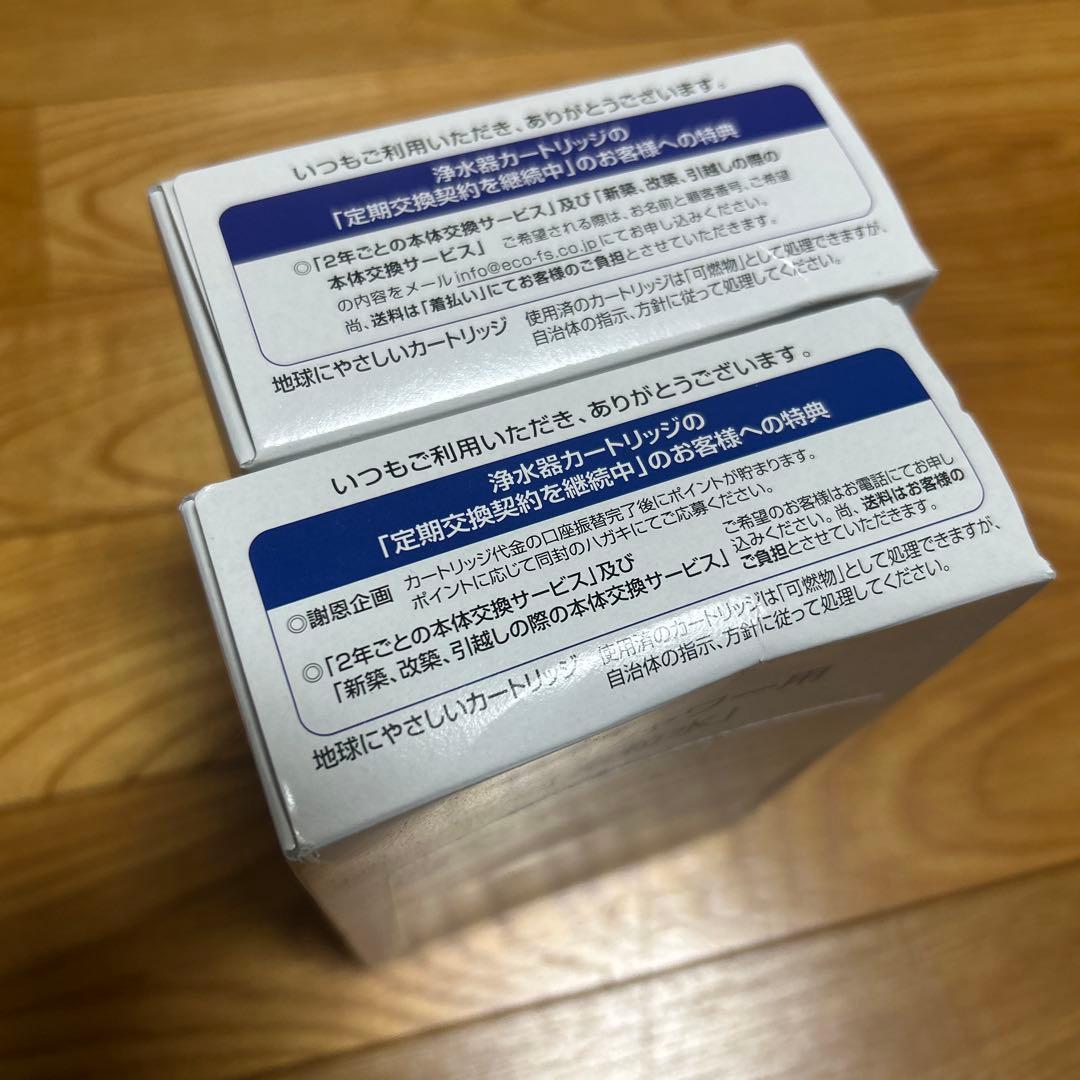 いつもご利用いただき、ありがとうございます。
浄水器カートリッジの
「定期交換契約を継続中」のお客様への特典
◎「2年ごとの本体交換サービス」及び「新築、改築、引越しの際の
本体交換サービス」 ご希望される際は、お名前と顧客番号、ご希望
の内容をメールinfo@eco-fs.co.jpにてお申し込みください。
尚、送料は「着払い」にてお客様のご負担とさせていただきます。
地球にやさしいカートリッジ 使用済のカートリッジは「可燃物」として処理できますが、
自治体の指示、方針に従って処理してください。
いつもご利用いただき、ありがとうございます。
浄水器カートリッジの
「定期交換契約を継続中」のお客様への特典
◎謝恩企画 カートリッジ代金の口座振替完了後にポイントが貯まります。
ポイントに応じて同封のハガキにてご応募ください。
◎「2年ごとの本体交換サービス」及び
「新築、改築、引越しの際の本体交換サービス」
ご希望のお客様はお電話にてお申し
込みください。尚、送料はお客様の
ご負担とさせていただきます。
地球にやさしいカートリッジ 使用済のカートリッジは「可燃物」として処理できますが、
自治体の指示、方針に従って処理してください。